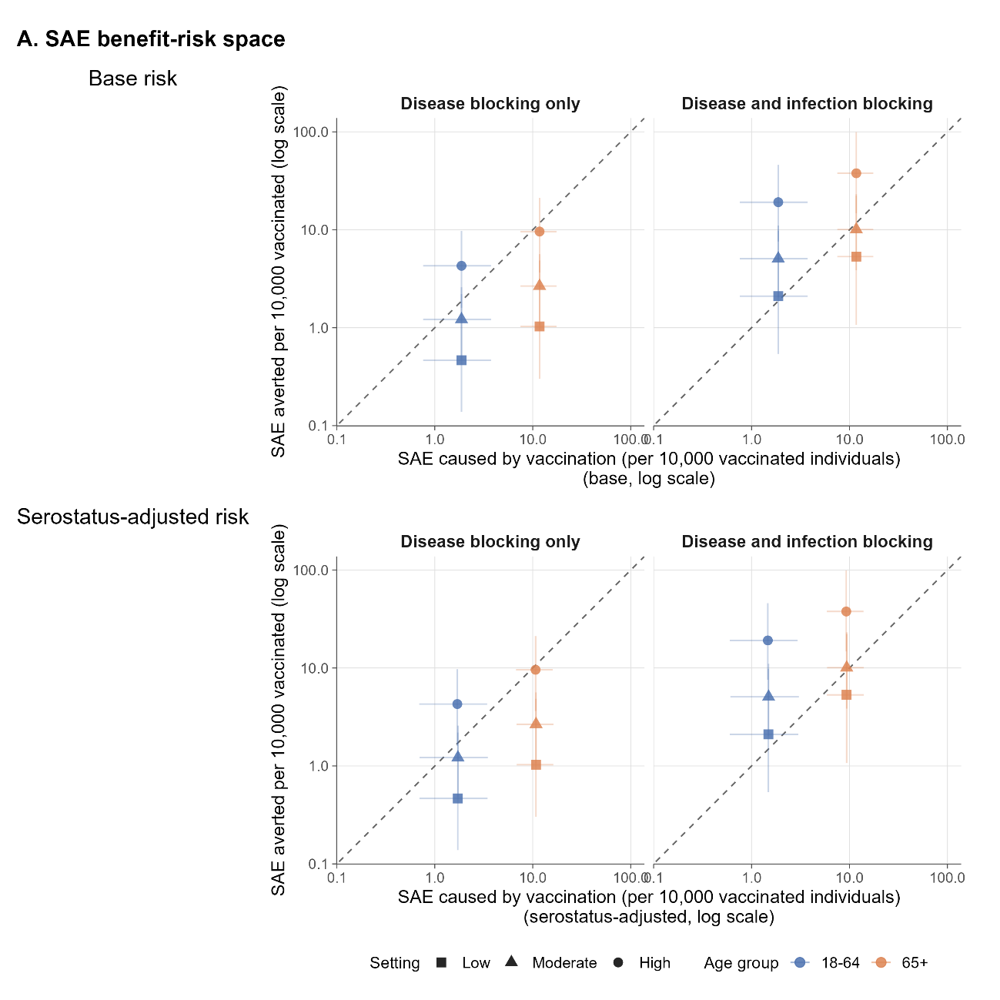 A. SAE benefit-risk space
Base risk
SAE averted per 10,000 vaccinated (log scale)
Disease blocking only
Disease and infection blocking
100.0
10.0
1.0
0.1
0.1 1.0 10.0 100.0 0.1 1.0 10.0 100.0
SAE caused by vaccination (per 10,000 vaccinated individuals)
(base, log scale)
Serostatus-adjusted risk
SAE averted per 10,000 vaccinated (log scale)
Disease blocking only
Disease and infection blocking
100.0
10.0
1.0
0.1
0.1 1.0 10.0 100.0 0.1 1.0 10.0 100.0
SAE caused by vaccination (per 10,000 vaccinated individuals)
(serostatus-adjusted, log scale)
Setting Low Moderate High Age group 18-64 65+